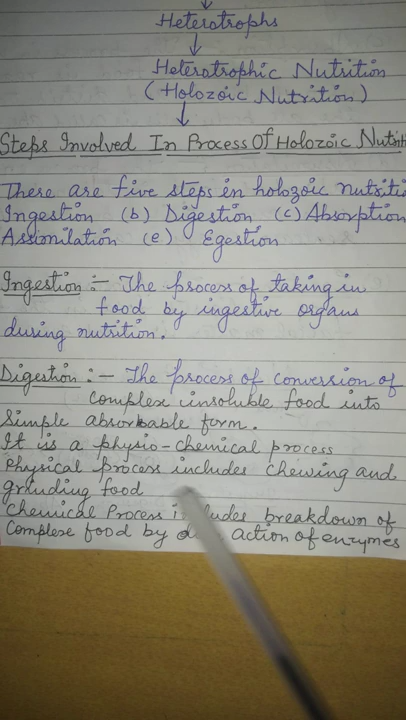 Heterotrophs
Heterotrophic Nutrition
(Holozoic Nutrition)
Steps Involved In Process Of Holozoic Nutrit
There are five steps in holozoic nutriti
Ingestion (b) Digestion (c) Absorption
Assimilation (e) Egestion
Ingestion :- The process of taking in
food by ingestive organs
during nutrition.
Digestion :- The process of conversion of
complex insoluble food into
Simple absorbable form.
It is a physio-chemical process
Physical process includes chewing and
grinding food
Chemical Process includes breakdown of
Complex food by action of enzymes